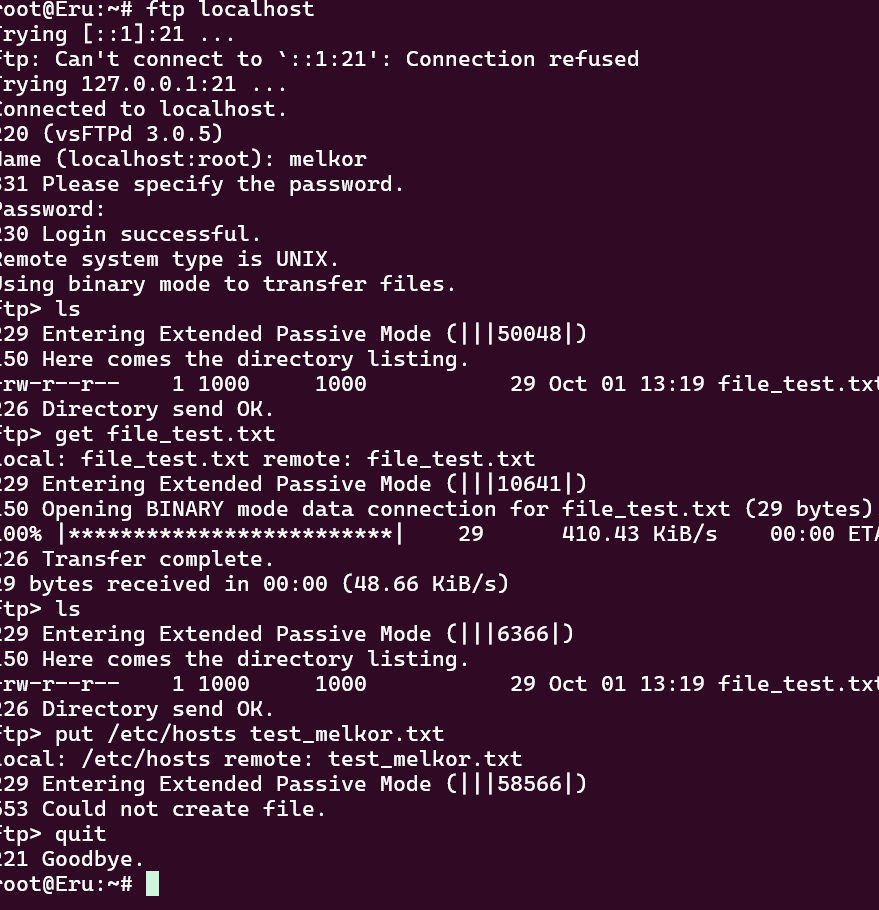 root@Eru:~# ftp localhost
Trying [::1]:21 ...
ftp: Can't connect to `::1:21': Connection refused
Trying 127.0.0.1:21 ...
Connected to localhost.
220 (vsFTPd 3.0.5)
Name (localhost:root): melkor
331 Please specify the password.
Password:
230 Login successful.
Remote system type is UNIX.
Using binary mode to transfer files.
ftp> ls
229 Entering Extended Passive Mode (|||50048|)
150 Here comes the directory listing.
-rw-r--r--    1 1000     1000           29 Oct 01 13:19 file_test.txt
226 Directory send OK.
ftp> get file_test.txt
local: file_test.txt remote: file_test.txt
229 Entering Extended Passive Mode (|||10641|)
150 Opening BINARY mode data connection for file_test.txt (29 bytes)
100% |*************************|    29      410.43 KiB/s    00:00 ETA
226 Transfer complete.
29 bytes received in 00:00 (48.66 KiB/s)
ftp> ls
229 Entering Extended Passive Mode (|||6366|)
150 Here comes the directory listing.
-rw-r--r--    1 1000     1000           29 Oct 01 13:19 file_test.txt
226 Directory send OK.
ftp> put /etc/hosts test_melkor.txt
local: /etc/hosts remote: test_melkor.txt
229 Entering Extended Passive Mode (|||58566|)
553 Could not create file.
ftp> quit
221 Goodbye.
root@Eru:~#